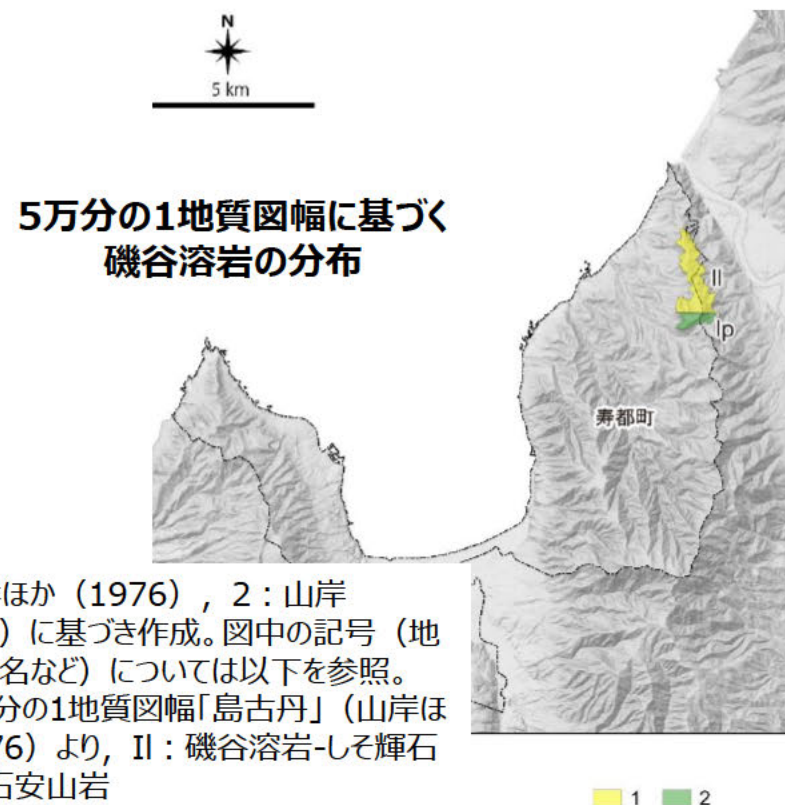 N
5 km
5万分の1地質図幅に基づく
磯谷溶岩の分布
Il
Ip
寿都町
ほか（1976），2：山岸
）に基づき作成。図中の記号（地
名など）については以下を参照。
分の1地質図幅「島古丹」（山岸ほ
76）より，Il：磯谷溶岩-しそ輝石
石安山岩
1 2